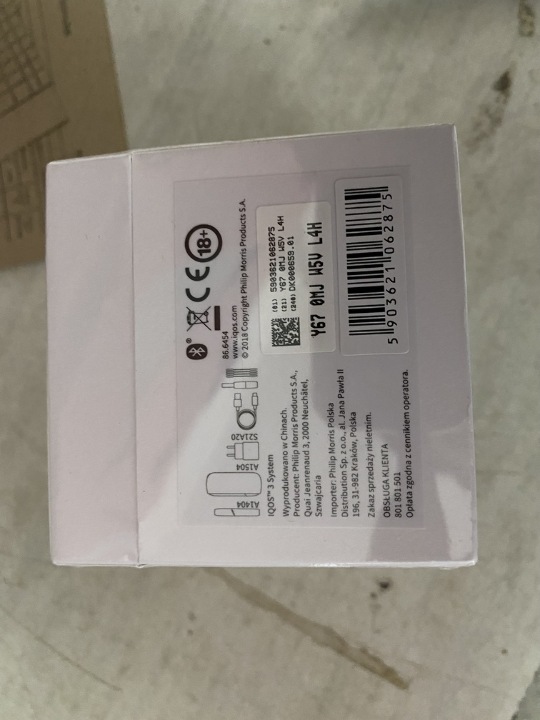 A1404
A1504
S21A20
IQOS™ 3 System
Wyprodukowano w Chinach.
Producent: Philip Morris Products S.A.,
Quai Jeanrenaud 3, 2000 Neuchâtel,
Szwajcaria
Importer: Philip Morris Polska
Distribution Sp. z o.o., al. Jana Pawła II
196, 31-982 Kraków, Polska
Zakaz sprzedaży nieletnim.
OBSŁUGA KLIENTA
801 801 501
Opłata zgodna z cennikiem operatora.
18+
86.6454
www.iqos.com
© 2018 Copyright Philip Morris Products S.A.
(01) 5903621062875
(21) Y67 0MJ W5V L4H
(240) DK000659.01
Y67 0MJ W5V L4H
5 903621 062875